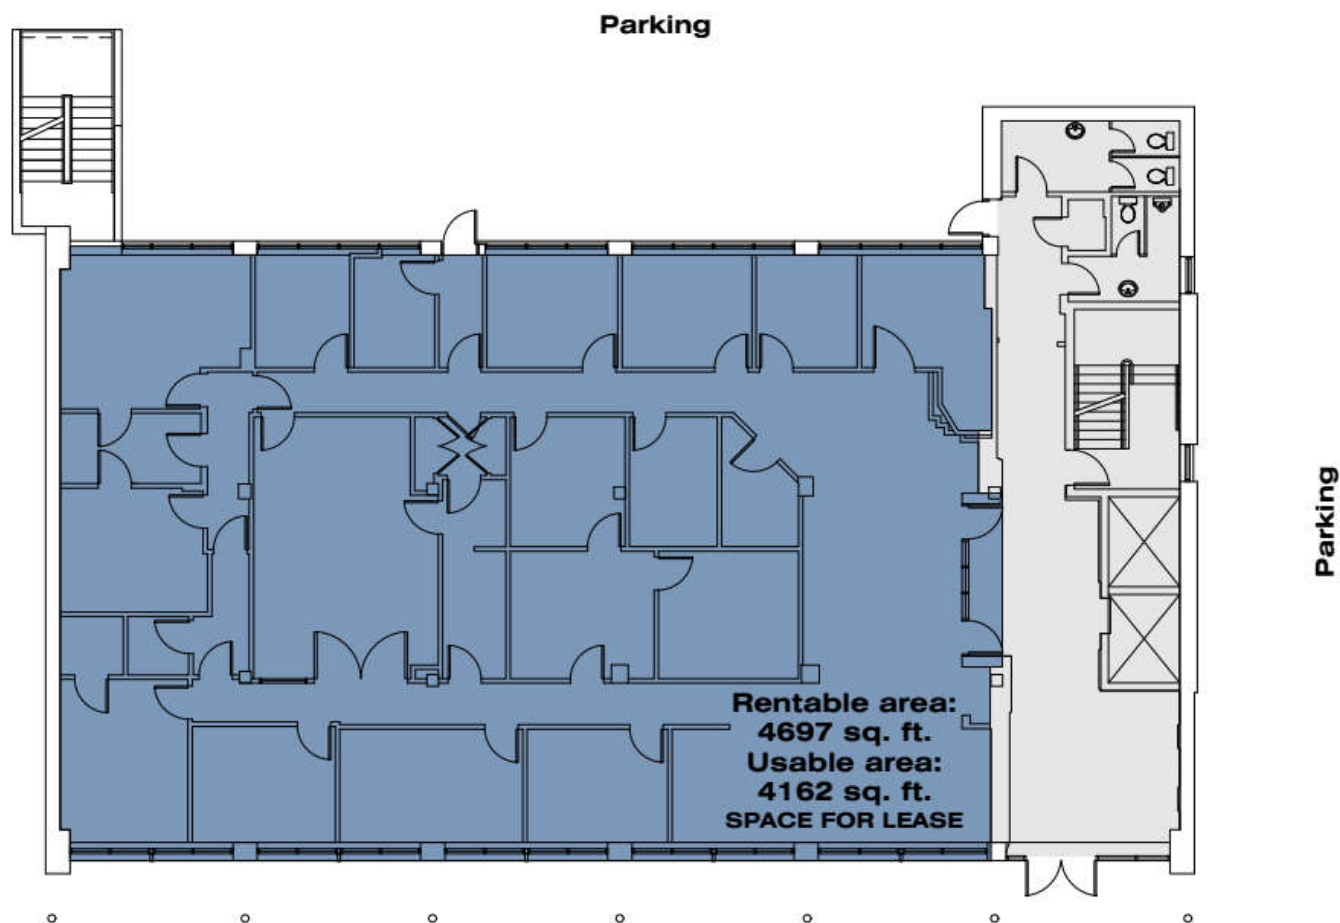 Parking
Parking
Rentable area:
4697 sq. ft.
Usable area:
4162 sq. ft.
SPACE FOR LEASE